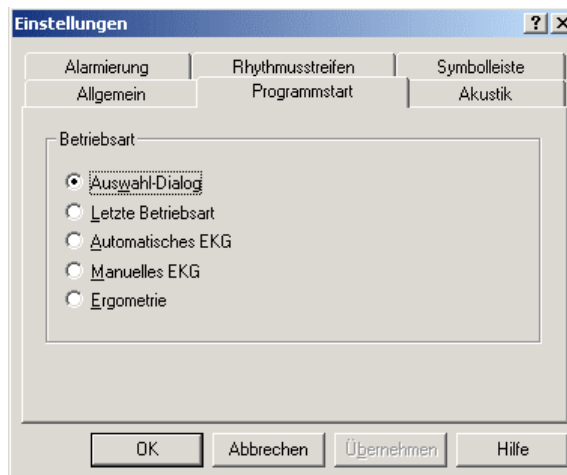 Einstellungen
Alarmierung Rhythmusstreifen Symbolleiste
Allgemein Programmstart Akustik
Betriebsart
Auswahl-Dialog
Letzte Betriebsart
Automatisches EKG
Manuelles EKG
Ergometrie
OK Abbrechen Übernehmen Hilfe